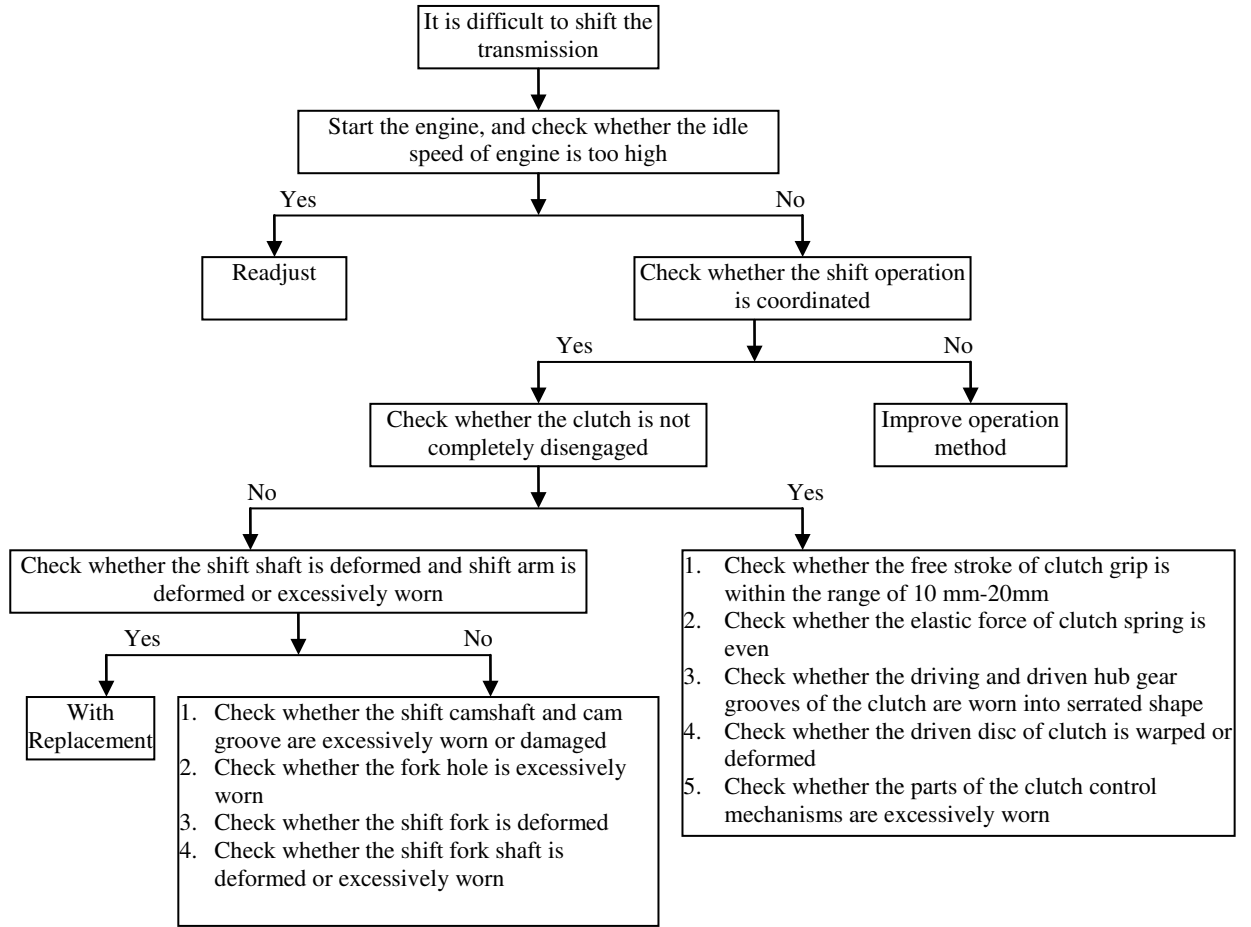 It is difficult to shift the
transmission
Start the engine, and check whether the idle
speed of engine is too high
Yes
No
Readjust
Check whether the shift operation
is coordinated
Yes
No
Check whether the clutch is not
completely disengaged
Improve operation
method
No
Yes
Check whether the shift shaft is deformed and shift arm is
deformed or excessively worn
1. Check whether the free stroke of clutch grip is
within the range of 10 mm-20mm
2. Check whether the elastic force of clutch spring is
even
3. Check whether the driving and driven hub gear
grooves of the clutch are worn into serrated shape
4. Check whether the driven disc of clutch is warped or
deformed
5. Check whether the parts of the clutch control
mechanisms are excessively worn
Yes
No
With
Replacement
1. Check whether the shift camshaft and cam
groove are excessively worn or damaged
2. Check whether the fork hole is excessively
worn
3. Check whether the shift fork is deformed
4. Check whether the shift fork shaft is
deformed or excessively worn